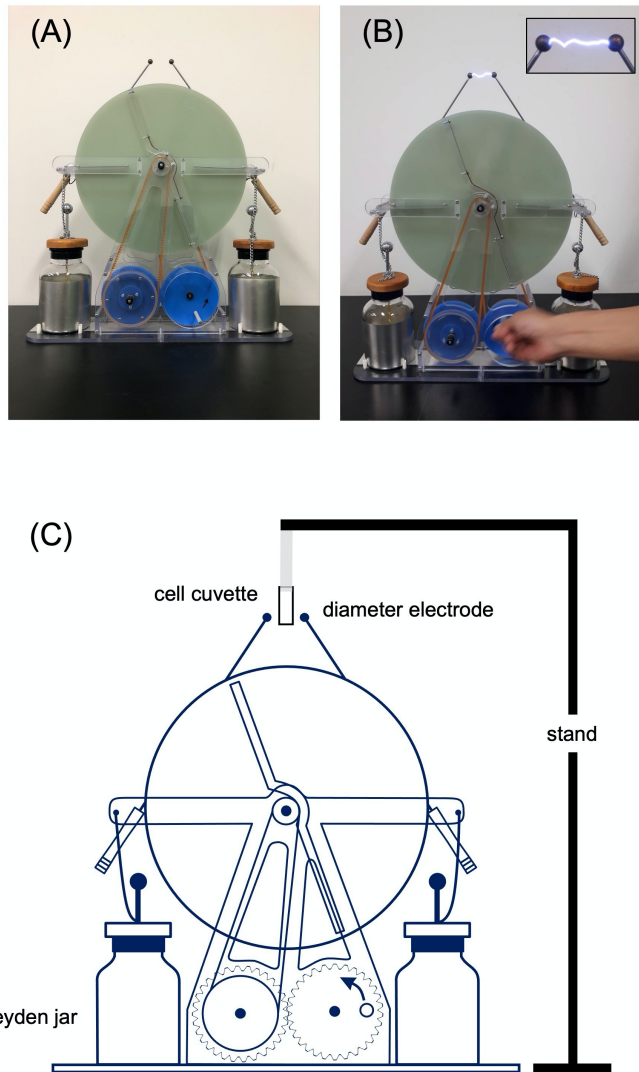 (A)
(B)
(C)
cell cuvette
diameter electrode
stand
eyden jar